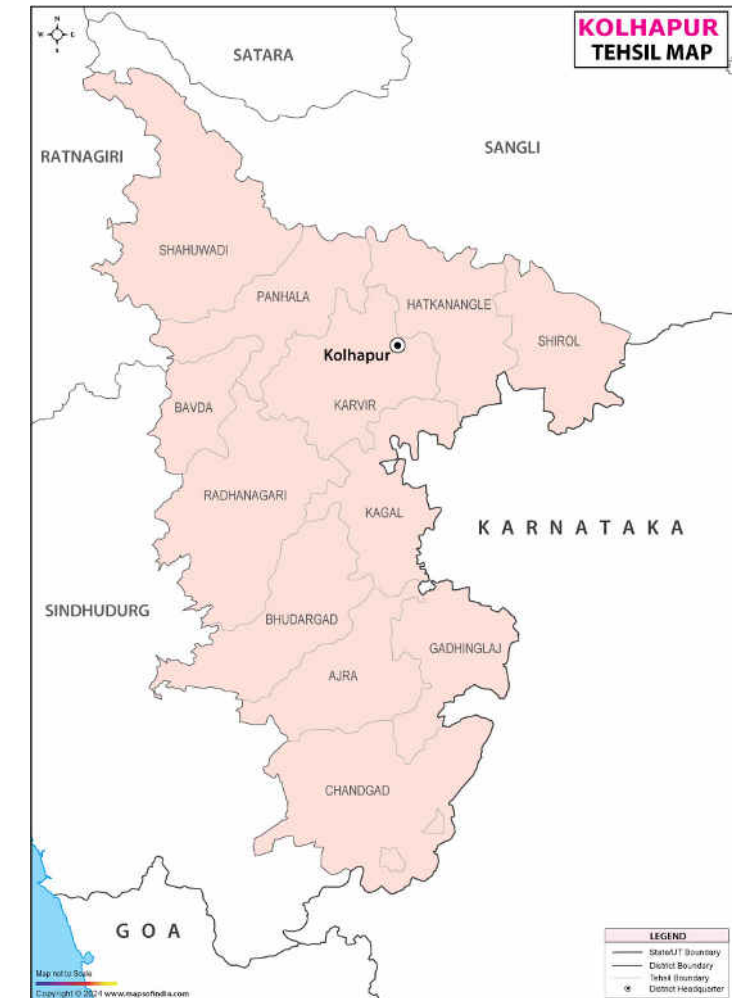 N
W E
S
KOLHAPUR
TEHSIL MAP
SATARA
RATNAGIRI
SANGLI
SHAHUWADI
PANHALA
HATKANANGLE
SHIROL
Kolhapur
BAVDA
KARVIR
RADHANAGARI
KAGAL
KARNATAKA
SINDHUDURG
BHUDARGAD
GADHINGLAJ
AJRA
CHANDGAD
GOA
LEGEND
State/UT Boundary
District Boundary
Tehsil Boundary
District Headquarter
Map not to Scale
Copyright © 2024 www.mapsofindia.com